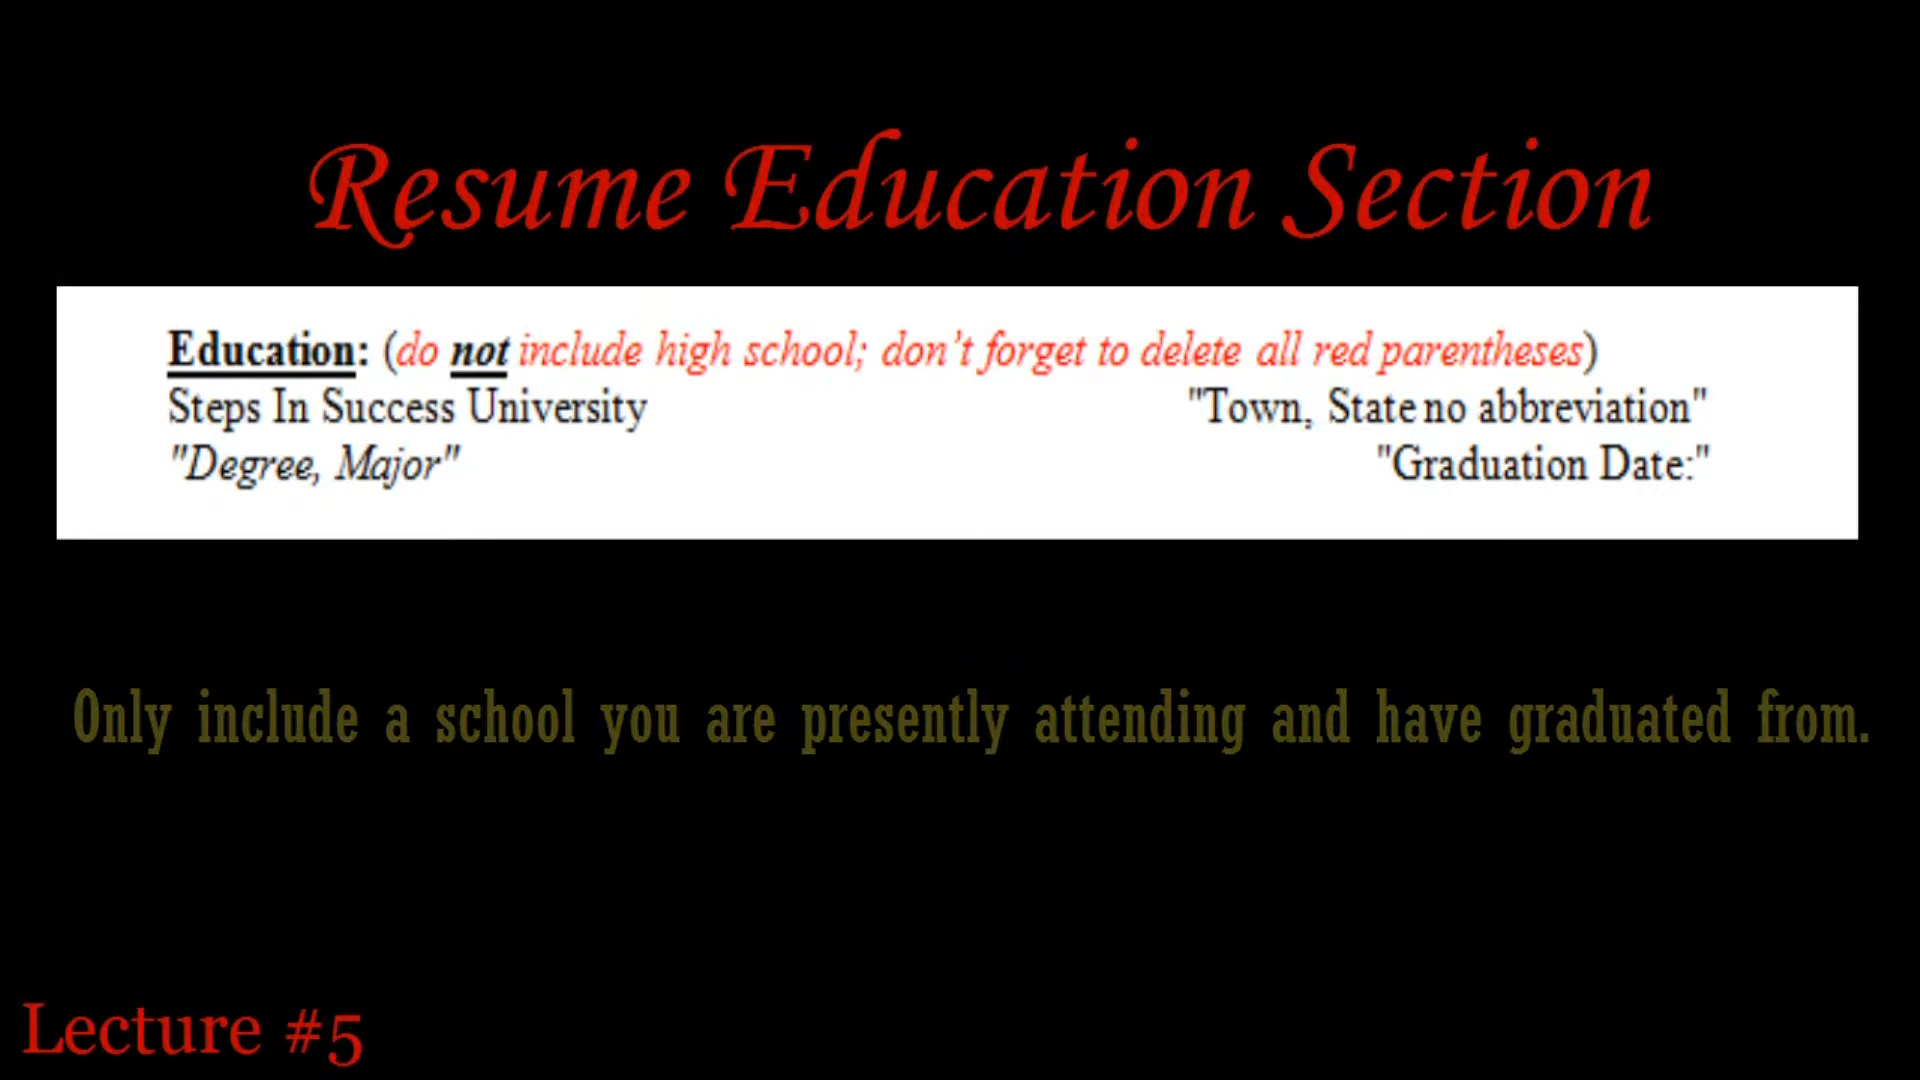 Resume Education Section
Education: (do not include high school; don't forget to delete all red parentheses)
Steps In Success University "Town, State no abbreviation"
"Degree, Major" "Graduation Date:"
Only include a school you are presently attending and have graduated from.
Lecture #5